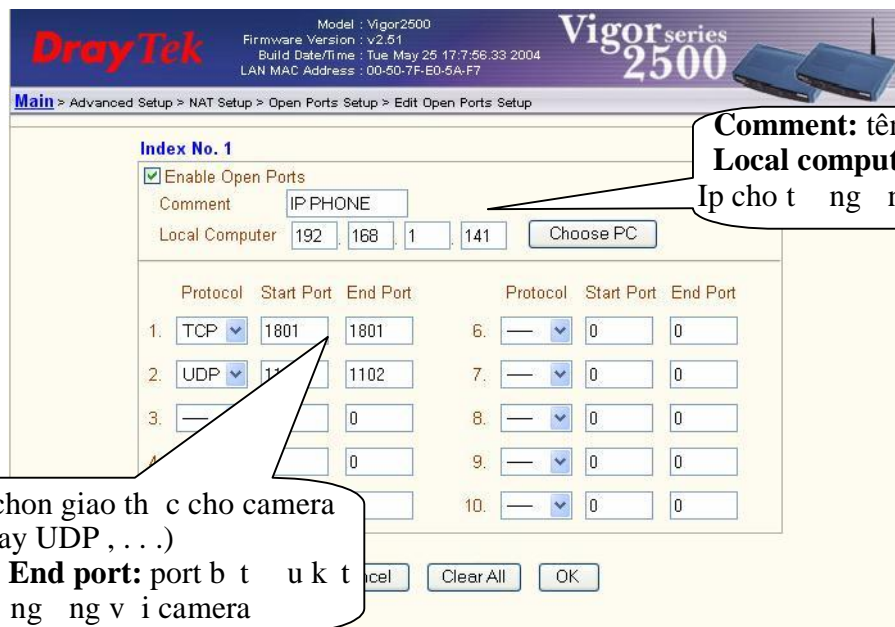 DrayTek
Model : Vigor2500
Firmware Version : v2.51
Build Date/Time : Tue May 25 17:7:56.33 2004
LAN MAC Address : 00-50-7F-E0-5A-F7
Vigor series
2500
Main > Advanced Setup > NAT Setup > Open Ports Setup > Edit Open Ports Setup
Comment: tên
Local comput
Ip cho t ng
Index No. 1
Enable Open Ports
Comment IP PHONE
Local Computer 192 . 168 . 1 . 141 Choose PC
Protocol Start Port End Port Protocol Start Port End Port
1. TCP 1801 1801 6. — 0 0
2. UDP 1102 7. — 0 0
3. — 0 8. — 0 0
0 9. — 0 0
10. — 0 0
chon giao th c cho camera
ay UDP , . . .)
End port: port b t u k t
ng ng v i camera
Clear All OK